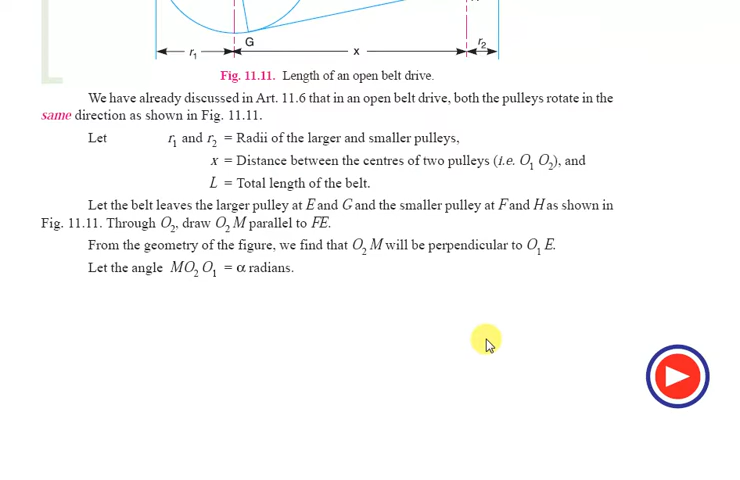 G
r₁ x r₂
Fig. 11.11. Length of an open belt drive.
We have already discussed in Art. 11.6 that in an open belt drive, both the pulleys rotate in the
same direction as shown in Fig. 11.11.
Let r₁ and r₂ = Radii of the larger and smaller pulleys,
x = Distance between the centres of two pulleys (i.e. O₁ O₂), and
L = Total length of the belt.
Let the belt leaves the larger pulley at E and G and the smaller pulley at F and H as shown in
Fig. 11.11. Through O₂, draw O₂ M parallel to FE.
From the geometry of the figure, we find that O₂ M will be perpendicular to O₁ E.
Let the angle MO₂ O₁ = α radians.